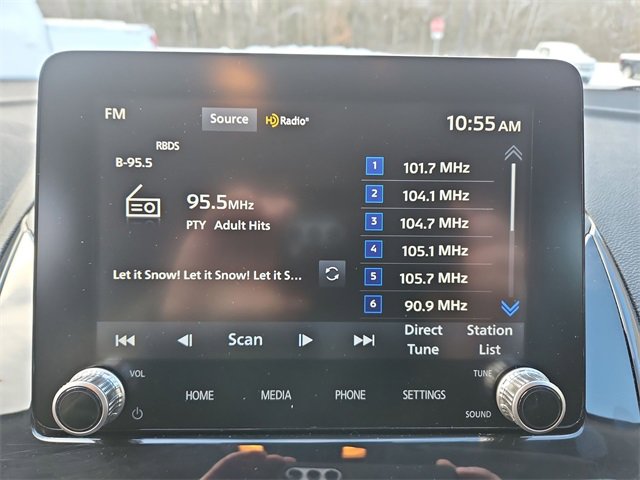 FM
Source
HD Radio®
10:55 AM
RBDS
B-95.5
95.5 MHz
PTY Adult Hits
Let it Snow! Let it Snow! Let it S...
1 101.7 MHz
2 104.1 MHz
3 104.7 MHz
4 105.1 MHz
5 105.7 MHz
6 90.9 MHz
Scan
Direct Tune
Station List
VOL
HOME
MEDIA
PHONE
SETTINGS
TUNE
SOUND